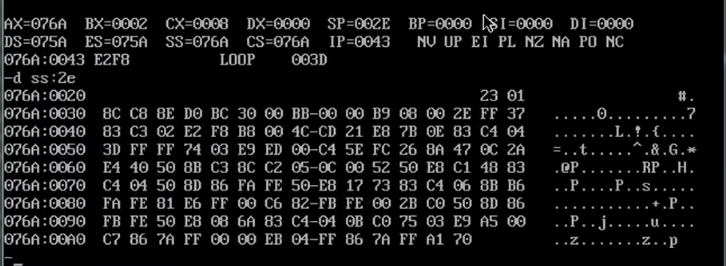 AX=076A  BX=0002  CX=0008  DX=0000  SP=002E  BP=0000  SI=0000  DI=0000
DS=075A  ES=075A  SS=076A  CS=076A  IP=0043   NV UP EI PL NZ NA PO NC
076A:0043 E2F8          LOOP    003D
-d ss:2e
076A:0020                                            23 01                 #.
076A:0030  8C C8 8E D0 BC 30 00 BB-00 00 B9 08 00 2E FF 37   .....0.........7
076A:0040  83 C3 02 E2 F8 B8 00 4C-CD 21 E8 7B 0E 83 C4 04   .......L.!.{....
076A:0050  3D FF FF 74 03 E9 ED 00-C4 5E FC 26 8A 47 0C 2A   =..t.....^.&.G.*
076A:0060  E4 40 50 8B C3 8C C2 05-0C 00 52 50 E8 C1 48 83   .@P.......RP..H.
076A:0070  C4 04 50 8D 86 FA FE 50-E8 17 73 83 C4 06 8B B6   ..P....P..s.....
076A:0080  FA FE 81 E6 FF 00 C6 82-FB FE 00 2B C0 50 8D 86   ...........+.P..
076A:0090  FB FE 50 E8 08 6A 83 C4-04 0B C0 75 03 E9 A5 00   ..P..j.....u....
076A:00A0  C7 86 7A FF 00 00 EB 04-FF 86 7A FF A1 70         ..z.......z..p
-